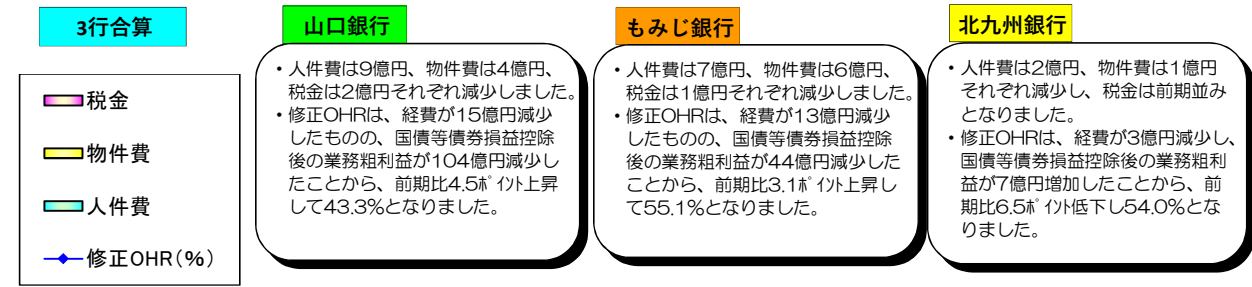 3行合算
税金
物件費
人件費
修正OHR(%)
山口銀行
・人件費は9億円、物件費は4億円、
税金は2億円それぞれ減少しました。
・修正OHRは、経費が15億円減少
したものの、国債等債券損益控除
後の業務粗利益が104億円減少し
たことから、前期比4.5ポイント上昇
して43.3%となりました。
もみじ銀行
・人件費は7億円、物件費は6億円、
税金は1億円それぞれ減少しました。
・修正OHRは、経費が13億円減少
したものの、国債等債券損益控除
後の業務粗利益が44億円減少した
ことから、前期比3.1ポイント上昇し
て55.1%となりました。
北九州銀行
・人件費は2億円、物件費は1億円
それぞれ減少し、税金は前期並み
となりました。
・修正OHRは、経費が3億円減少し、
国債等債券損益控除後の業務粗利
益が7億円増加したことから、前
期比6.5ポイント低下し54.0%とな
りました。